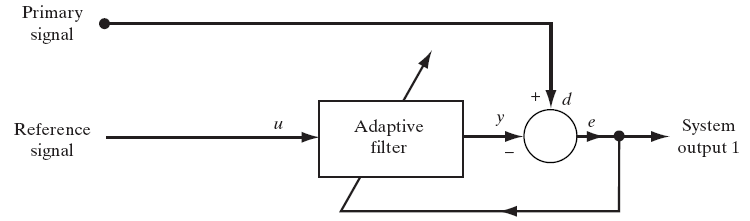 Primary
signal
+
d
Reference
signal
u
Adaptive
filter
y
−
e
System
output 1